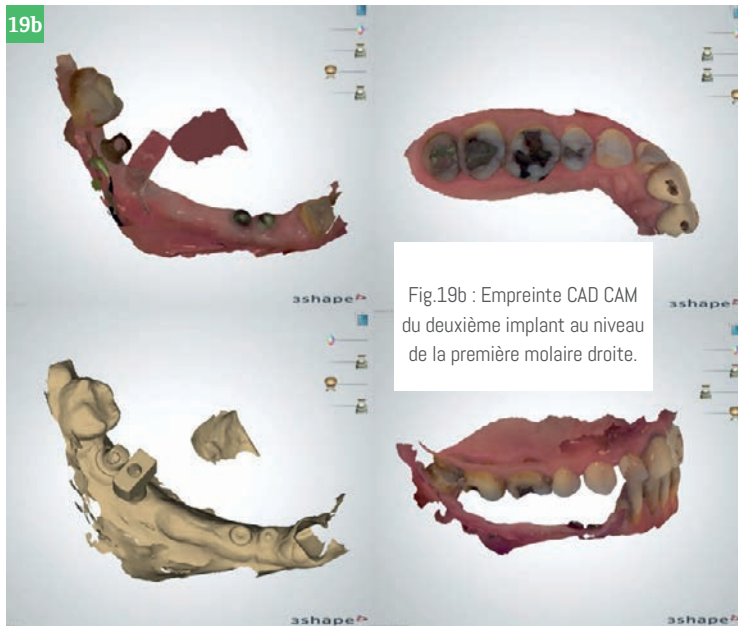 19b
3shape
3shape
Fig.19b : Empreinte CAD CAM
du deuxième implant au niveau
de la première molaire droite.
3shape
3shape